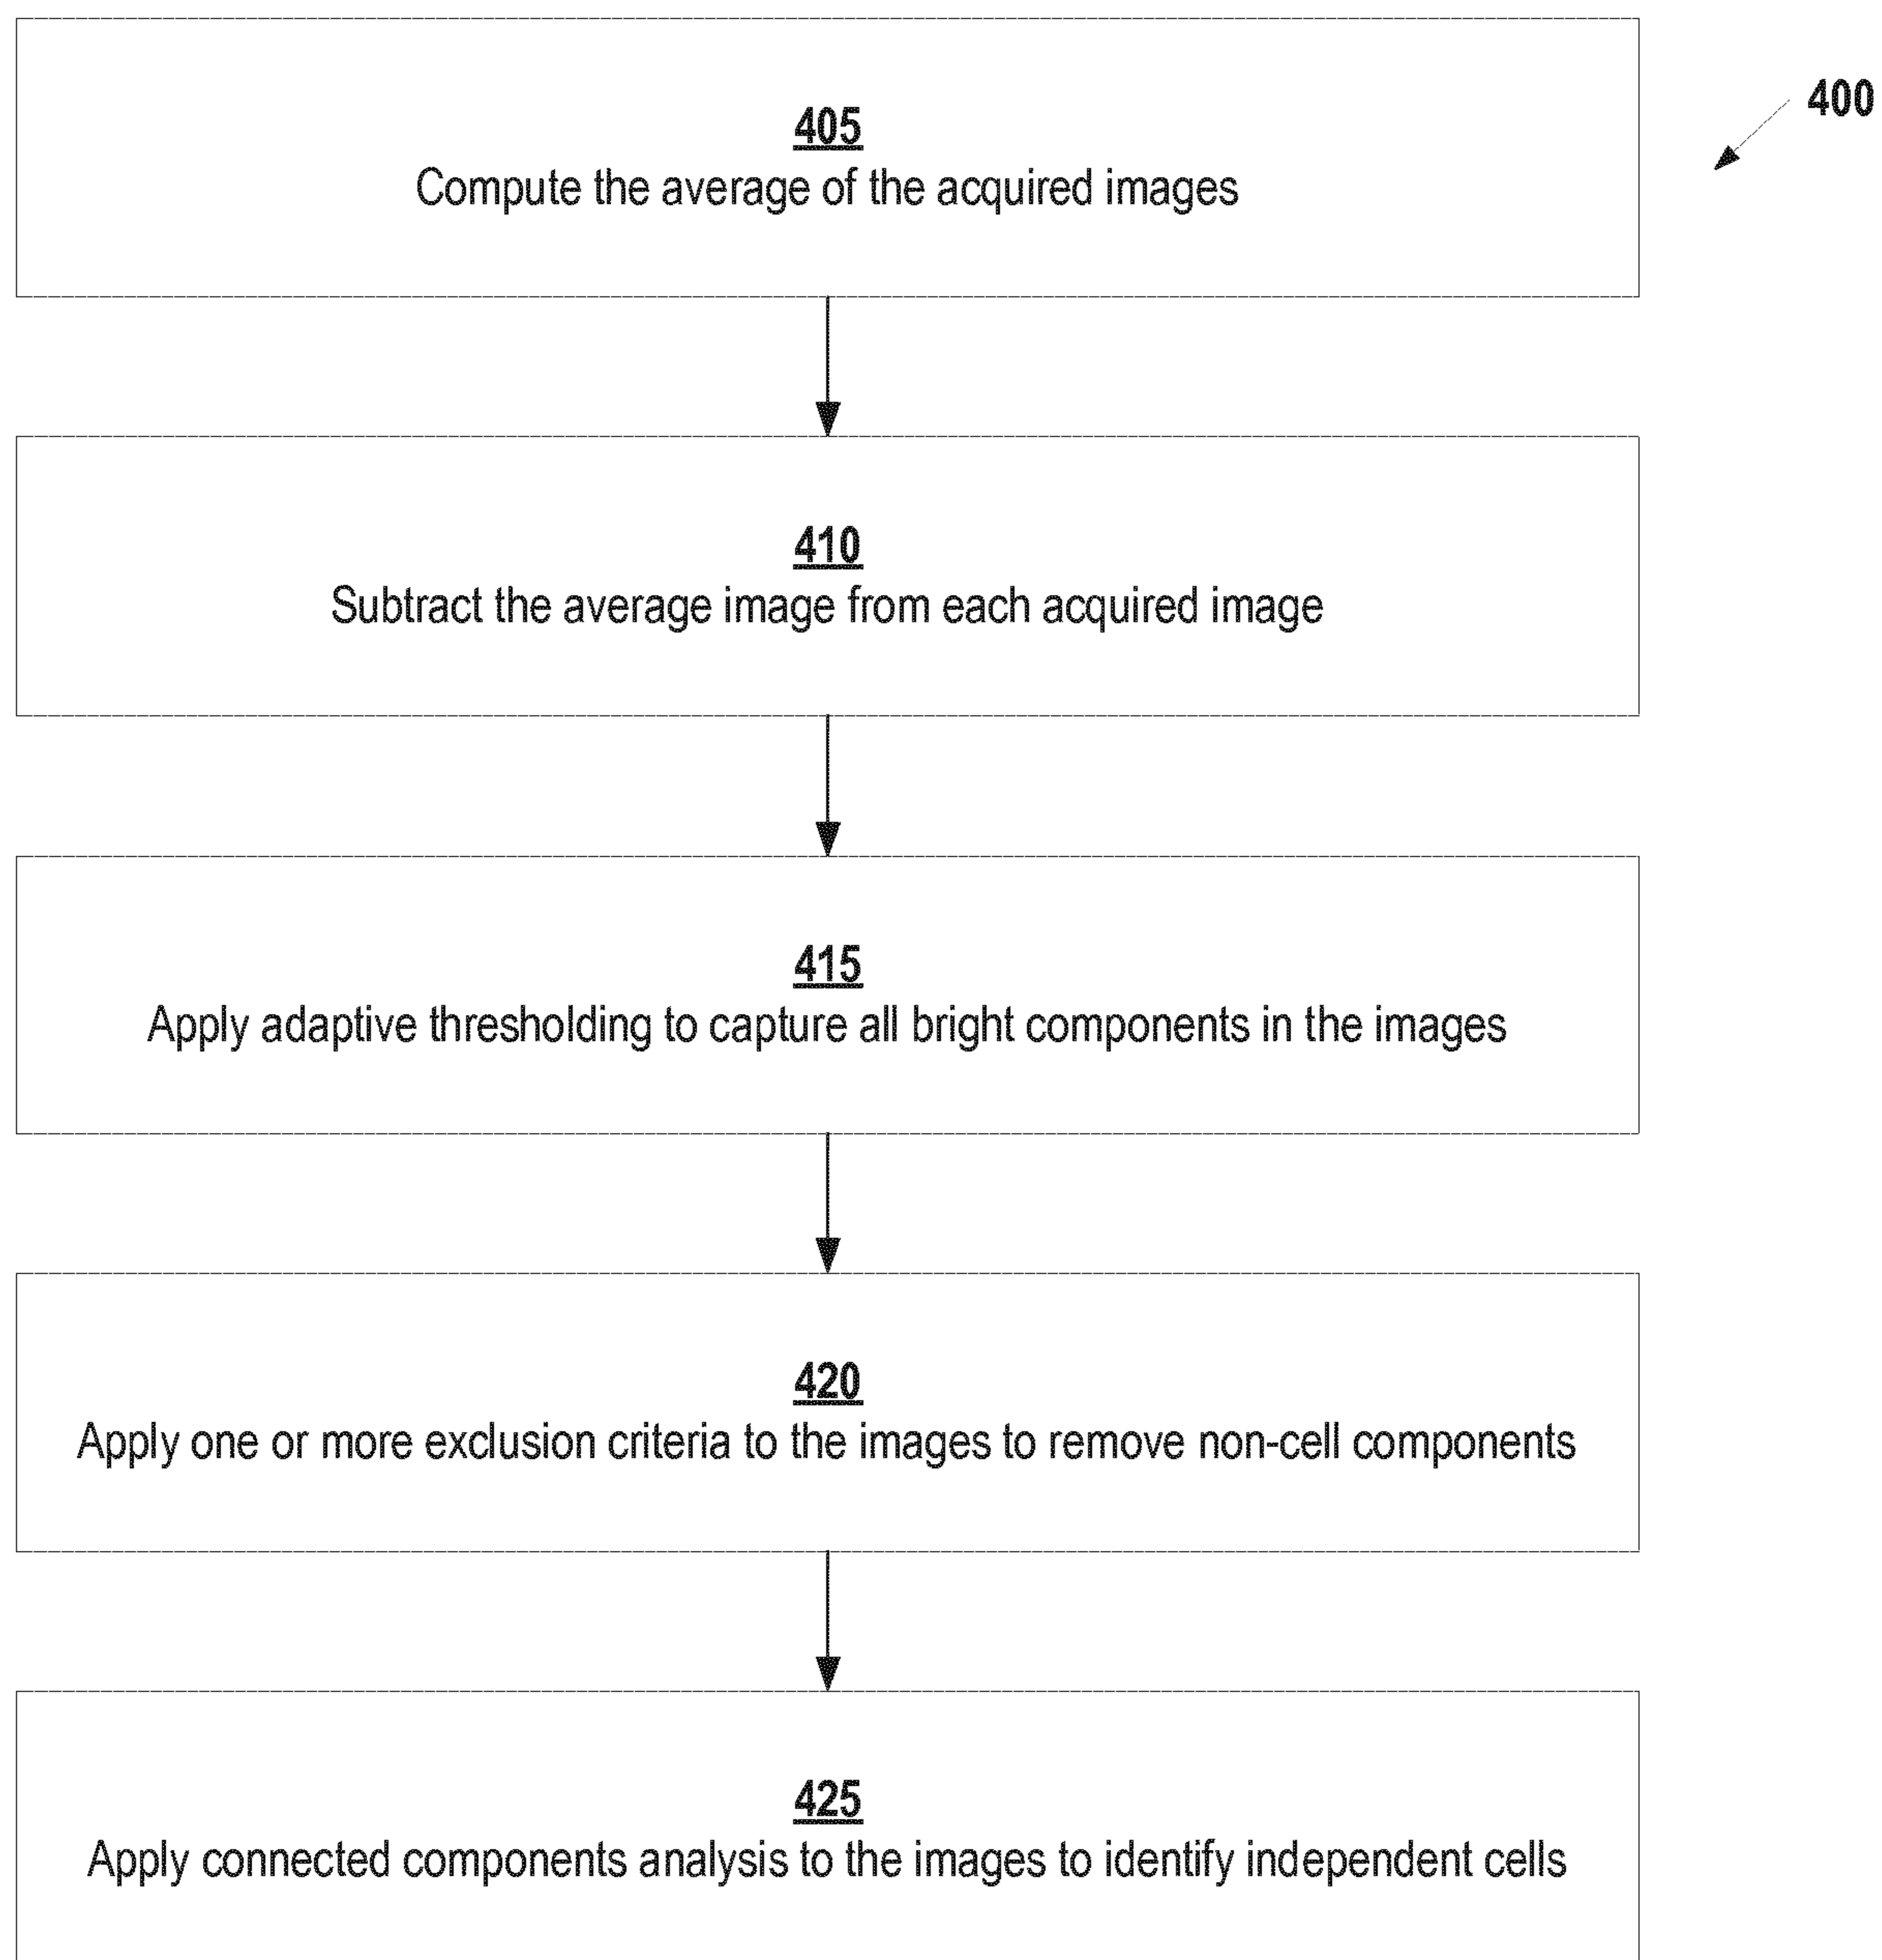 400
405
Compute the average of the acquired images
410
Subtract the average image from each acquired image
415
Apply adaptive thresholding to capture all bright components in the images
420
Apply one or more exclusion criteria to the images to remove non-cell components
425
Apply connected components analysis to the images to identify independent cells